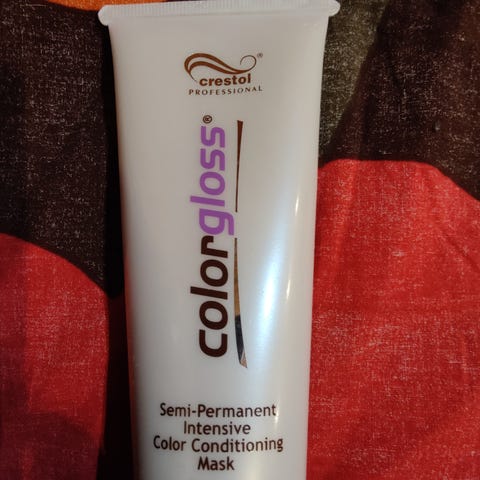 crestol®
PROFESSIONAL
colorgloss®
Semi-Permanent
Intensive
Color Conditioning
Mask